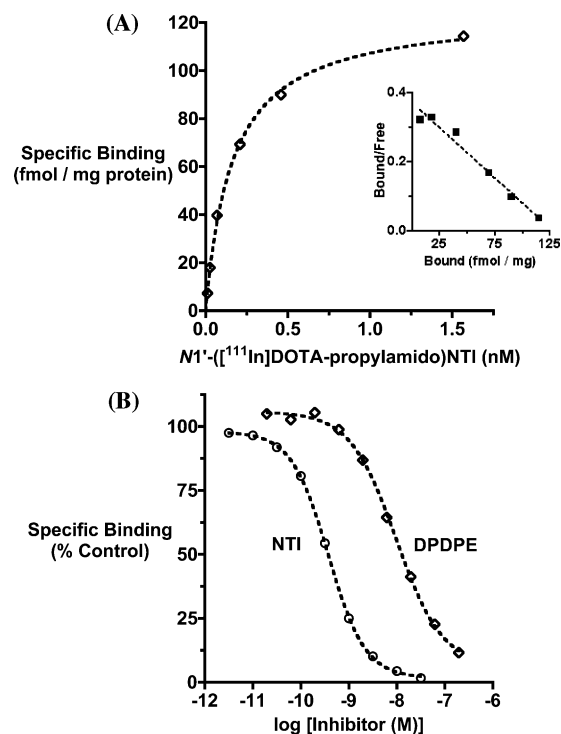 (A)
120
100
80
60
40
20
0
Specific Binding
(fmol / mg protein)
0.0
0.5
1.0
1.5
N1'-([¹¹¹In]DOTA-propylamido)NTI (nM)
0.4
0.2
0.0
Bound/Free
25
75
125
Bound (fmol / mg)
(B)
100
75
50
25
0
Specific Binding
(% Control)
NTI
DPDPE
-12
-11
-10
-9
-8
-7
-6
log [Inhibitor (M)]